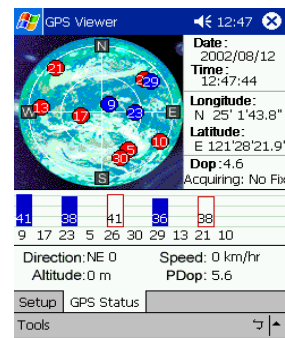 GPS Viewer 12:47
Date :
2002/08/12
Time :
12:47:44
Longitude:
N 25' 1'43.8"
Latitude:
E 121'28'21.9'
Dop :4.6
Acquiring: No Fix
N
21
29
9
W
13
17
23
E
10
5
30
S
41 38 41 36 38
9 17 23 5 26 30 29 13 21 10
Direction:NE 0 Speed: 0 km/hr
Altitude:0 m PDop: 5.6
Setup GPS Status
Tools